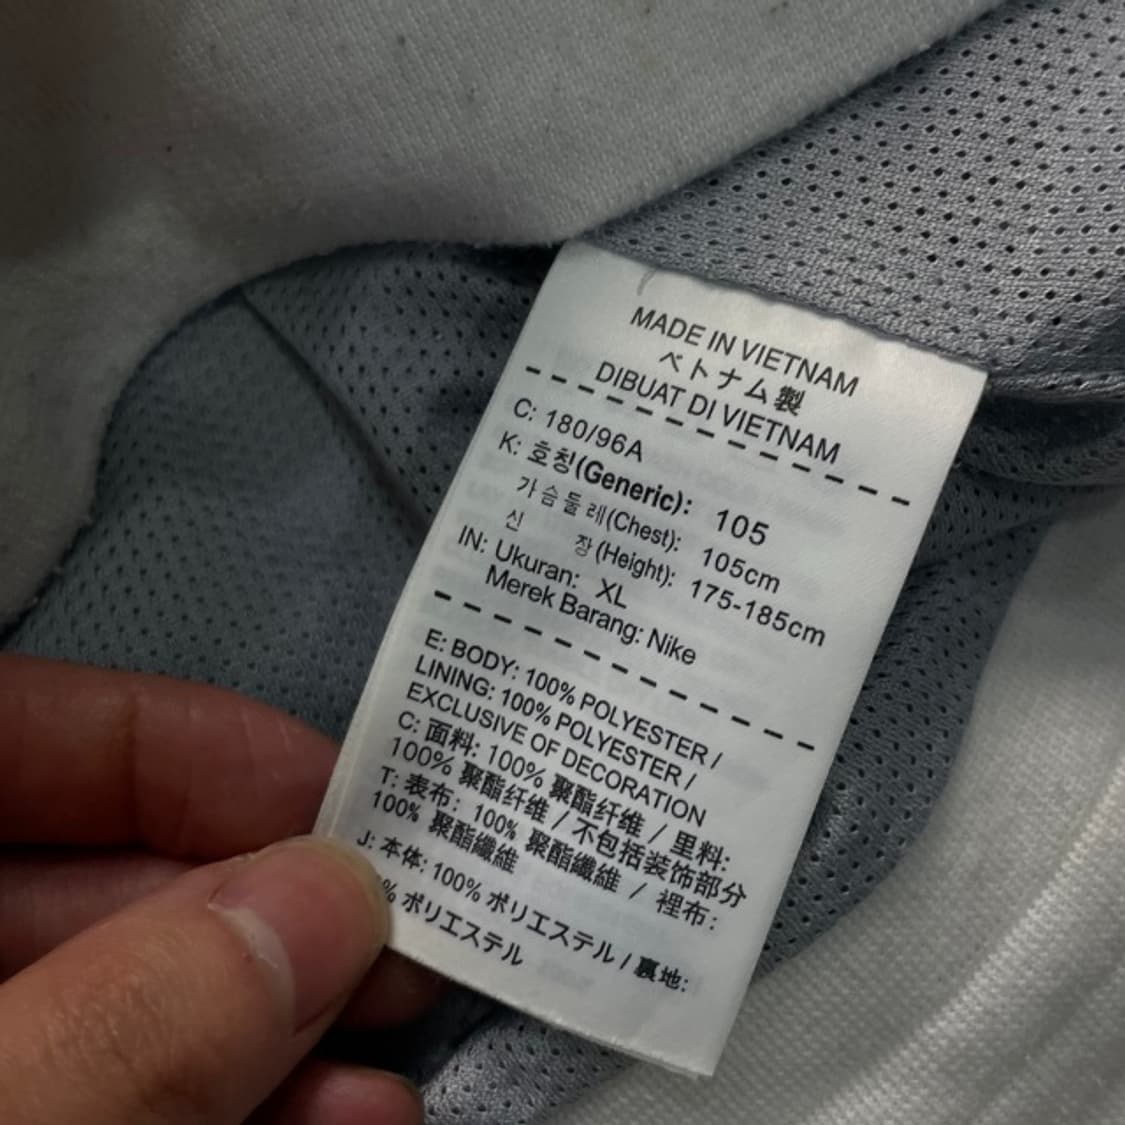 MADE IN VIETNAM
ベトナム製
DIBUAT DI VIETNAM
C: 180/96A
K: 호칭(Generic): 105
가슴둘레(Chest): 105cm
신 장(Height): 175-185cm
IN: Ukuran: XL
Merek Barang: Nike
E: BODY: 100% POLYESTER /
LINING: 100% POLYESTER /
EXCLUSIVE OF DECORATION
C: 面料: 100% 聚酯纤维 / 里料:
100% 聚酯纤维 / 不包括装饰部分
T: 表布: 100% 聚酯纖維 / 裡布:
100% 聚酯纖維
J: 本体: 100% ポリエステル / 裏地:
% ポリエステル